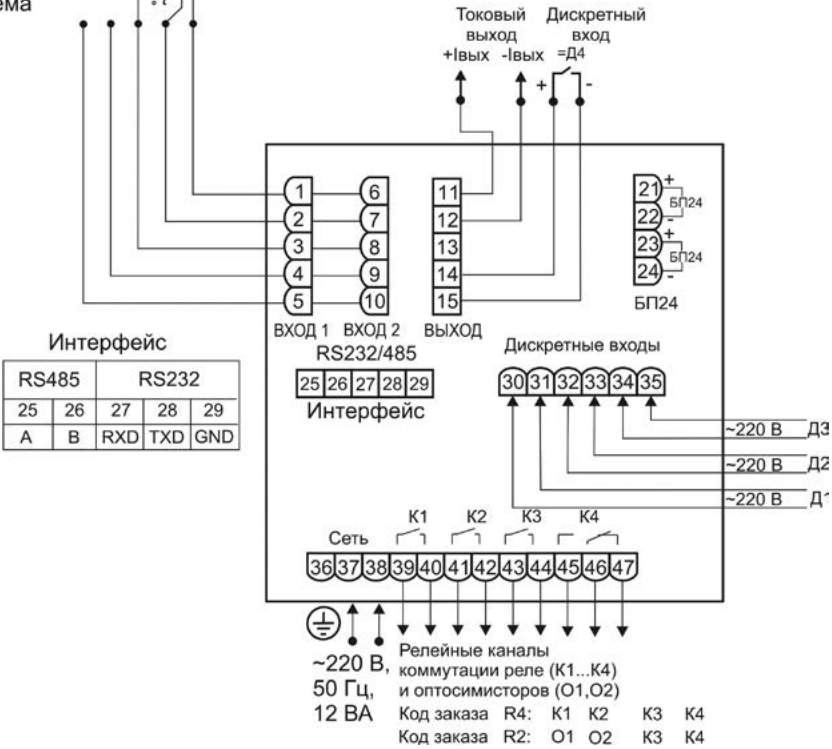 Токовый Дискретный
выход вход
+Iвых -Iвых =Д4
+ -
1 6 11 21 +
БП24
2 7 12 22 -
3 8 13 23 +
БП24
4 9 14 24 -
5 10 15 БП24
ВХОД 1 ВХОД 2 ВЫХОД
Интерфейс RS232/485 Дискретные входы
RS485 RS232
25 26 27 28 29
30 31 32 33 34 35
Интерфейс
25 26 27 28 29
A B RXD TXD GND
~220 В Д3
~220 В Д2
~220 В
Сеть К1 К2 К3 К4
36 37 38 39 40 41 42 43 44 45 46 47
~220 В,
50 Гц,
12 ВА
Релейные каналы
коммутации реле (К1...К4)
и оптосимисторов (О1,О2)
Код заказа R4: К1 К2 К3 К4
Код заказа R2: О1 О2 К3 К4